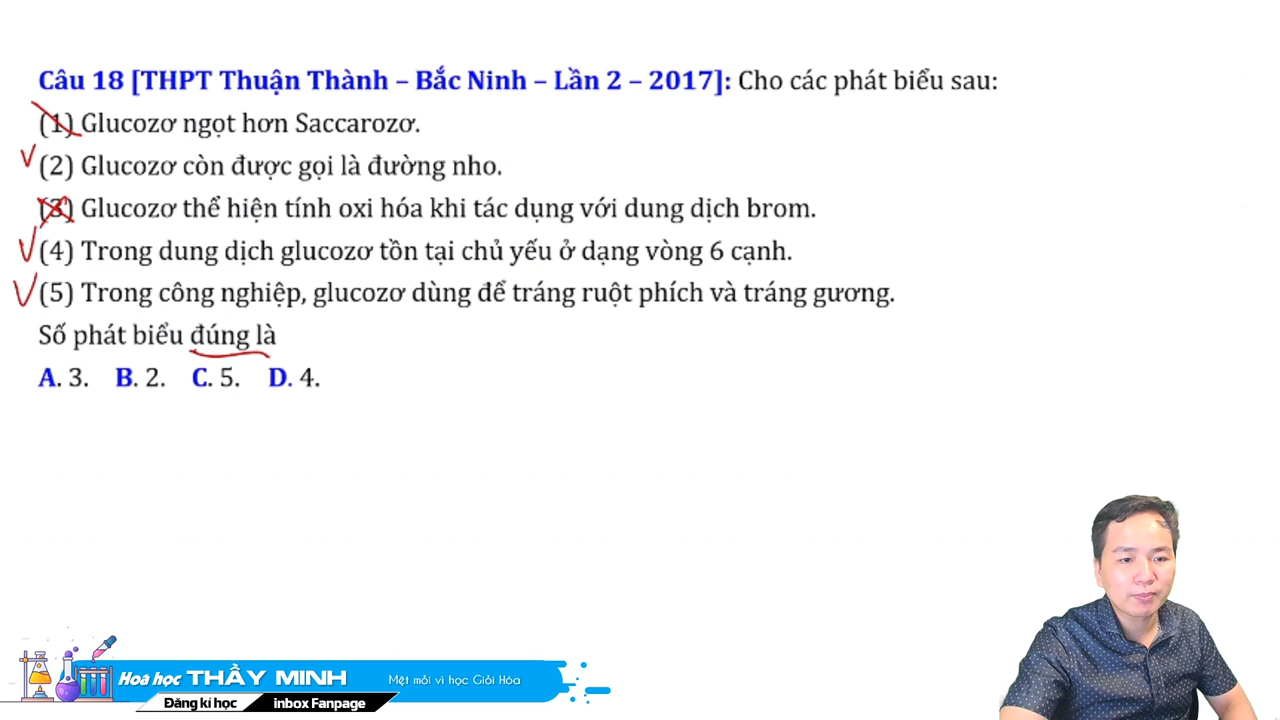 Câu 18 [THPT Thuận Thành – Bắc Ninh – Lần 2 – 2017]: Cho các phát biểu sau:
(1) Glucozơ ngọt hơn Saccarozơ.
(2) Glucozơ còn được gọi là đường nho.
(3) Glucozơ thể hiện tính oxi hóa khi tác dụng với dung dịch brom.
(4) Trong dung dịch glucozơ tồn tại chủ yếu ở dạng vòng 6 cạnh.
(5) Trong công nghiệp, glucozơ dùng để tráng ruột phích và tráng gương.
Số phát biểu đúng là
A. 3. B. 2. C. 5. D. 4.
Hoá học THẦY MINH Mệt mỏi vì học Giỏi Hóa
Đăng kí học inbox Fanpage